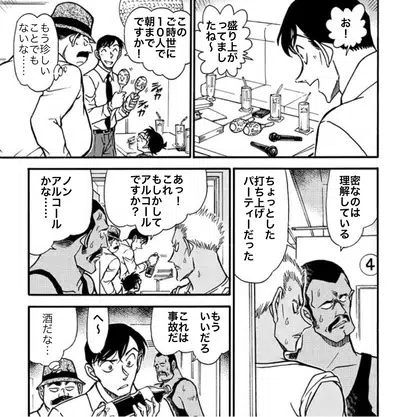 お!
盛り上が
ってまし
たね〜
この
ご時世に
10人で
朝まで
ですか!
もう珍しい
ことでも
ないな……
密なのは
理解している
ちょっとした
打ち上げ
パーティーだった
④
あっ!
これ
もしかして
アルコール
ですか?
ノン
アルコール
かな……
もう
いいだろ
これは
事故だ
へ〜
酒だな…